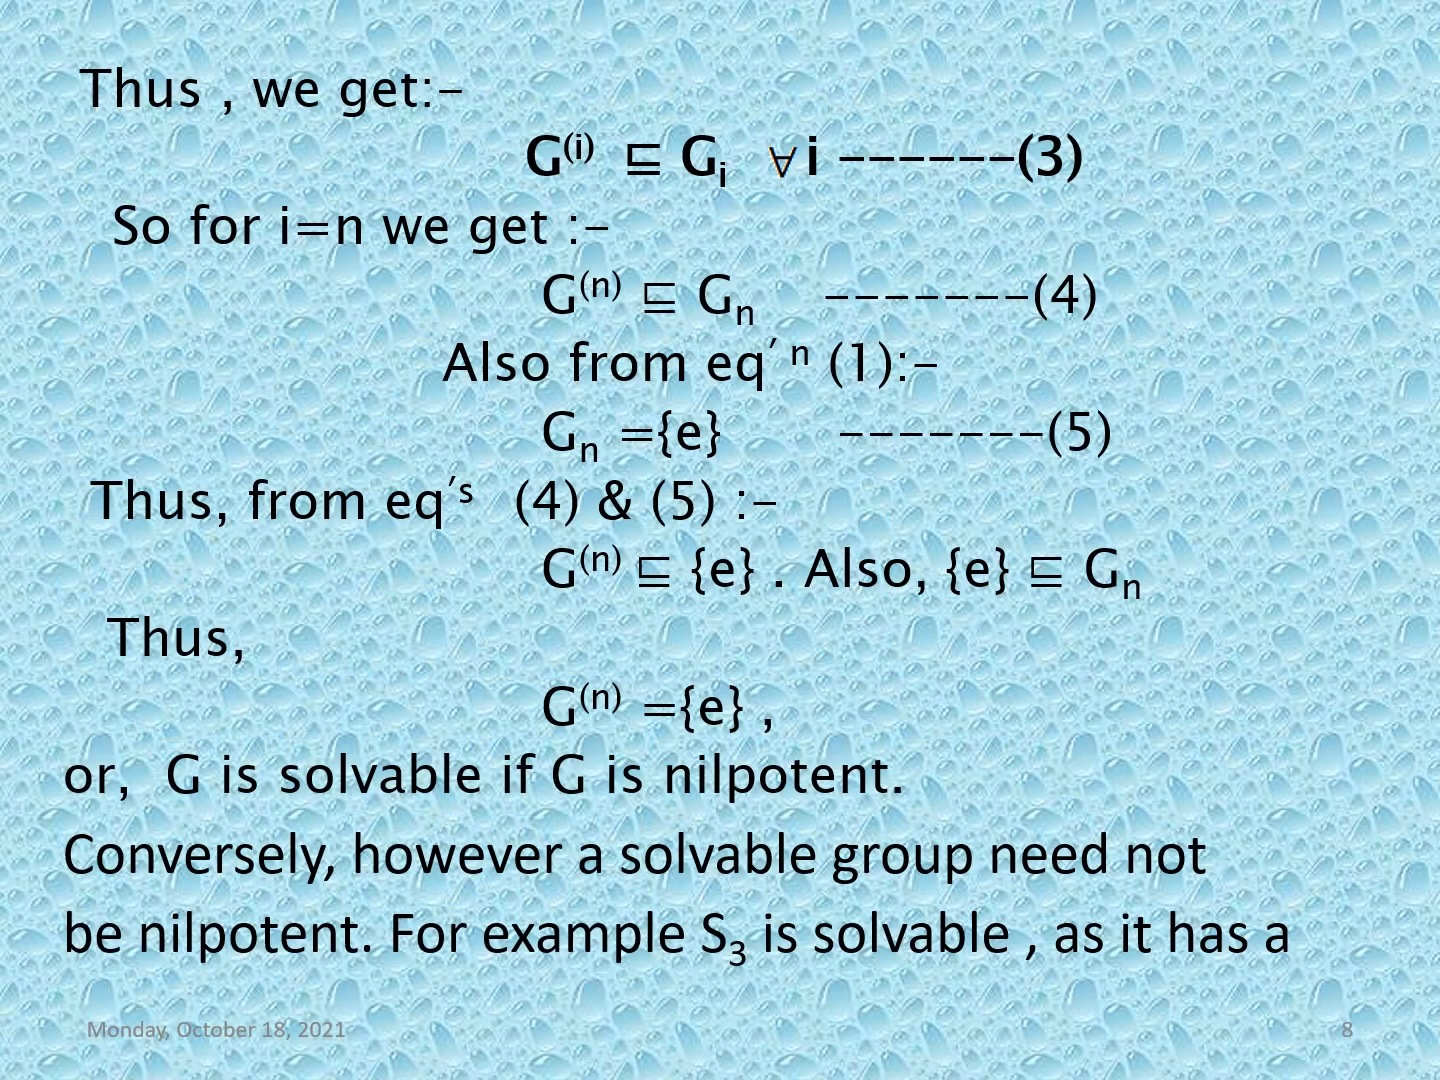 Thus , we get:-
G⁽ⁱ⁾ ⊑ Gᵢ ∀ i ------(3)
So for i=n we get :-
G⁽ⁿ⁾ ⊑ Gₙ -------(4)
Also from eq′ ⁿ (1):-
Gₙ ={e} -------(5)
Thus, from eq′ˢ (4) & (5) :-
G⁽ⁿ⁾ ⊑ {e} . Also, {e} ⊑ Gₙ
Thus,
G⁽ⁿ⁾ ={e} ,
or, G is solvable if G is nilpotent.
Conversely, however a solvable group need not
be nilpotent. For example S₃ is solvable , as it has a
Monday, October 18, 2021 8